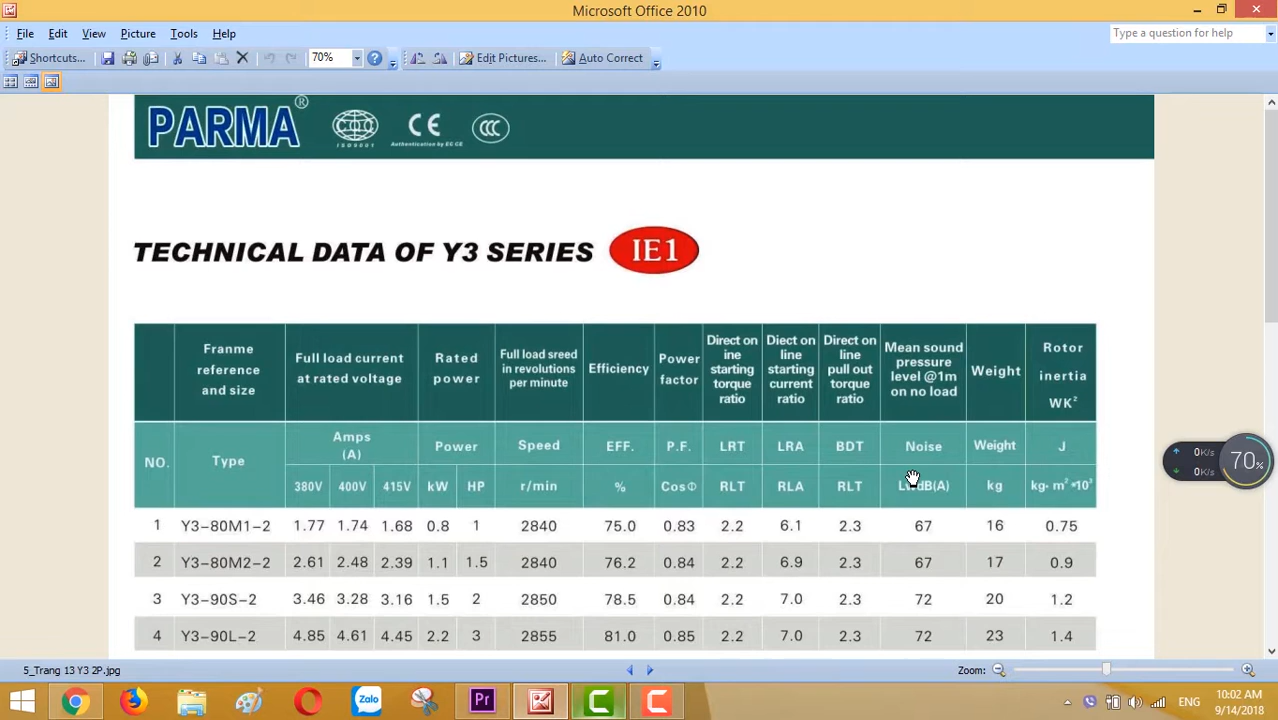 Microsoft Office 2010
File Edit View Picture Tools Help
Type a question for help
Shortcuts... 70% Edit Pictures... Auto Correct
PARMA®
ISO9001
CE
Authentication by EC CE
CCC
TECHNICAL DATA OF Y3 SERIES IE1
Franme reference and size
Full load current at rated voltage
Rated power
Full load sreed in revolutions per minute
Efficiency
Power factor
Direct on ine starting torque ratio
Diect on line starting current ratio
Direct on line pull out torque ratio
Mean sound pressure level @1m on no load
Weight
Rotor inertia WK²
NO. Type Amps (A) Power Speed EFF. P.F. LRT LRA BDT Noise Weight J
380V 400V 415V kW HP r/min % CosΦ RLT RLA RLT dB(A) kg kg·m²*10³
1 Y3-80M1-2 1.77 1.74 1.68 0.8 1 2840 75.0 0.83 2.2 6.1 2.3 67 16 0.75
2 Y3-80M2-2 2.61 2.48 2.39 1.1 1.5 2840 76.2 0.84 2.2 6.9 2.3 67 17 0.9
3 Y3-90S-2 3.46 3.28 3.16 1.5 2 2850 78.5 0.84 2.2 7.0 2.3 72 20 1.2
4 Y3-90L-2 4.85 4.61 4.45 2.2 3 2855 81.0 0.85 2.2 7.0 2.3 72 23 1.4
0K/s
0K/s
70%
5_Trang 13 Y3 2P.jpg
Zoom:
Zalo
Pr
ENG
10:02 AM
9/14/2018